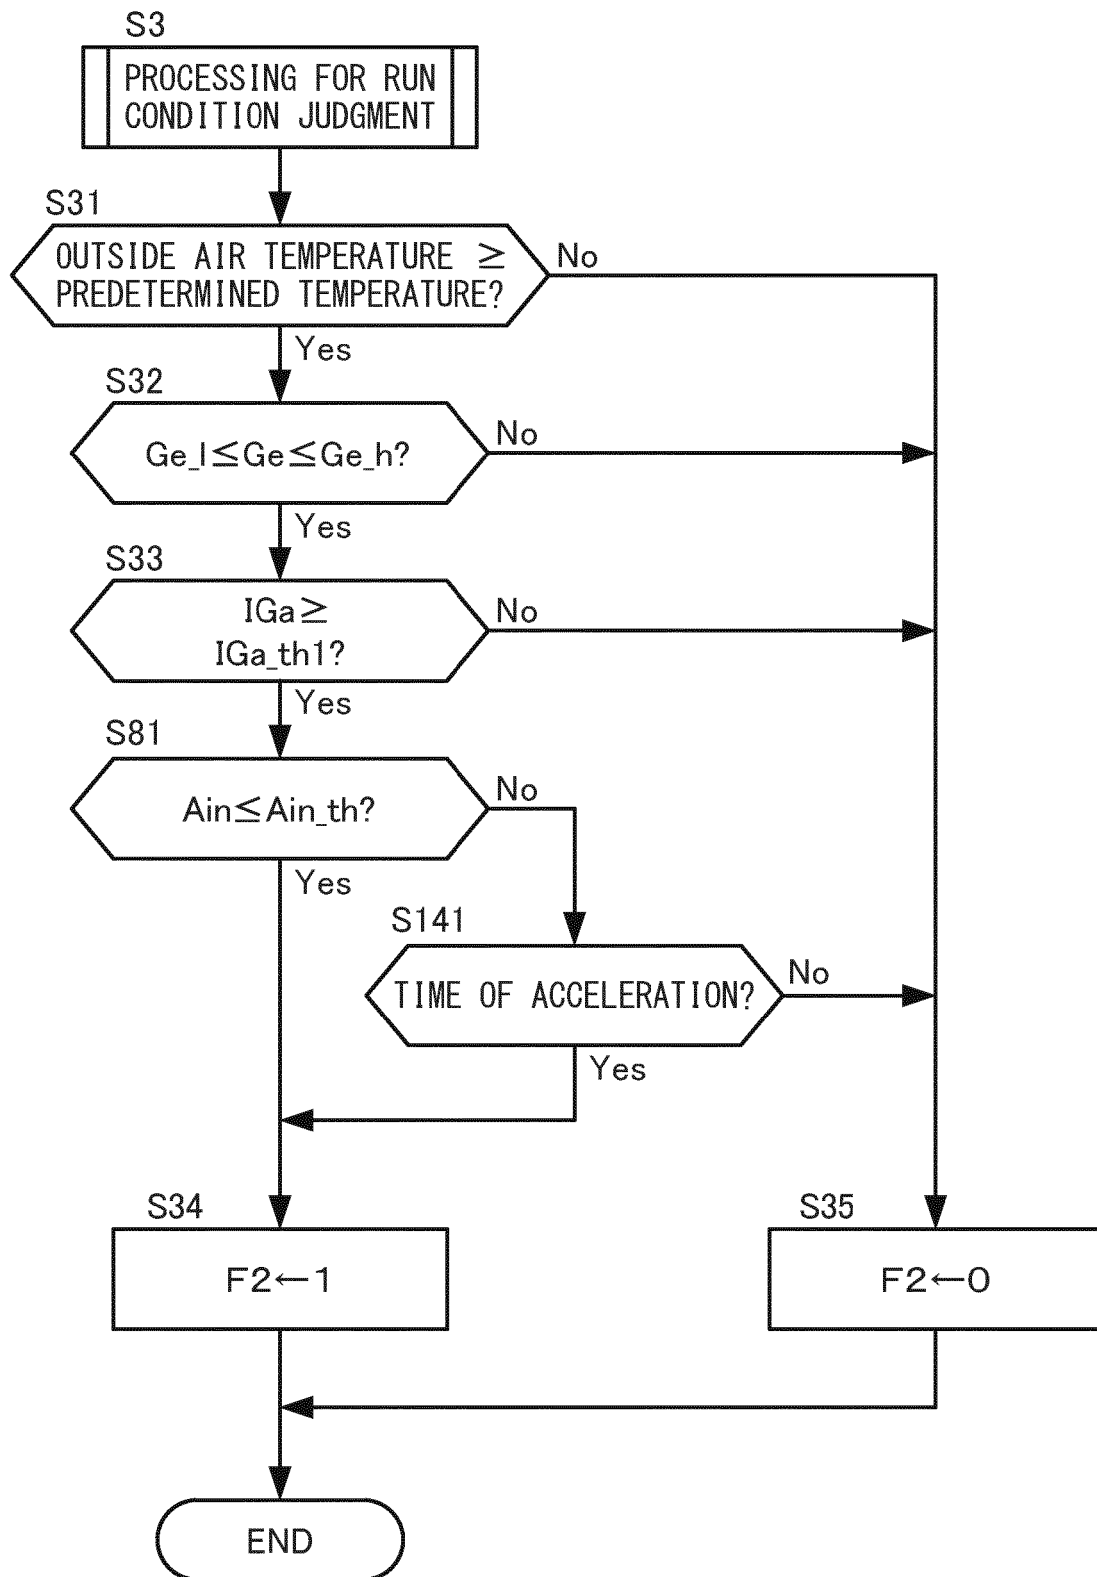 S3
PROCESSING FOR RUN
CONDITION JUDGMENT
S31
OUTSIDE AIR TEMPERATURE ≥
PREDETERMINED TEMPERATURE?
No
Yes
S32
Ge_l≦Ge≦Ge_h?
No
Yes
S33
IGa≧
IGa_th1?
No
Yes
S81
Ain≦Ain_th?
No
Yes
S141
TIME OF ACCELERATION?
No
Yes
S34
F2←1
S35
F2←0
END